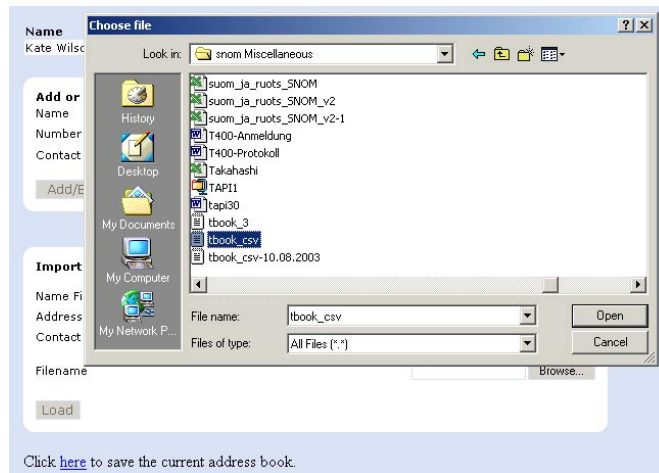 Choose file
Name
Kate Wilso
Look in:
snom Miscellaneous
Add or
Name
Number
Contact
Add/E
History
Desktop
My Documents
My Computer
My Network P...
suom_ja_ruots_SNOM
suom_ja_ruots_SNOM_v2
suom_ja_ruots_SNOM_v2-1
T400-Anmeldung
T400-Protokoll
Takahashi
TAPI1
tapi30
tbook_3
tbook_csv
tbook_csv-10.08.2003
Import
Name Fi
Address
Contact
File name:
tbook_csv
Open
Files of type:
All Files (*.*)
Cancel
Filename
Browse...
Load
Click here to save the current address book.